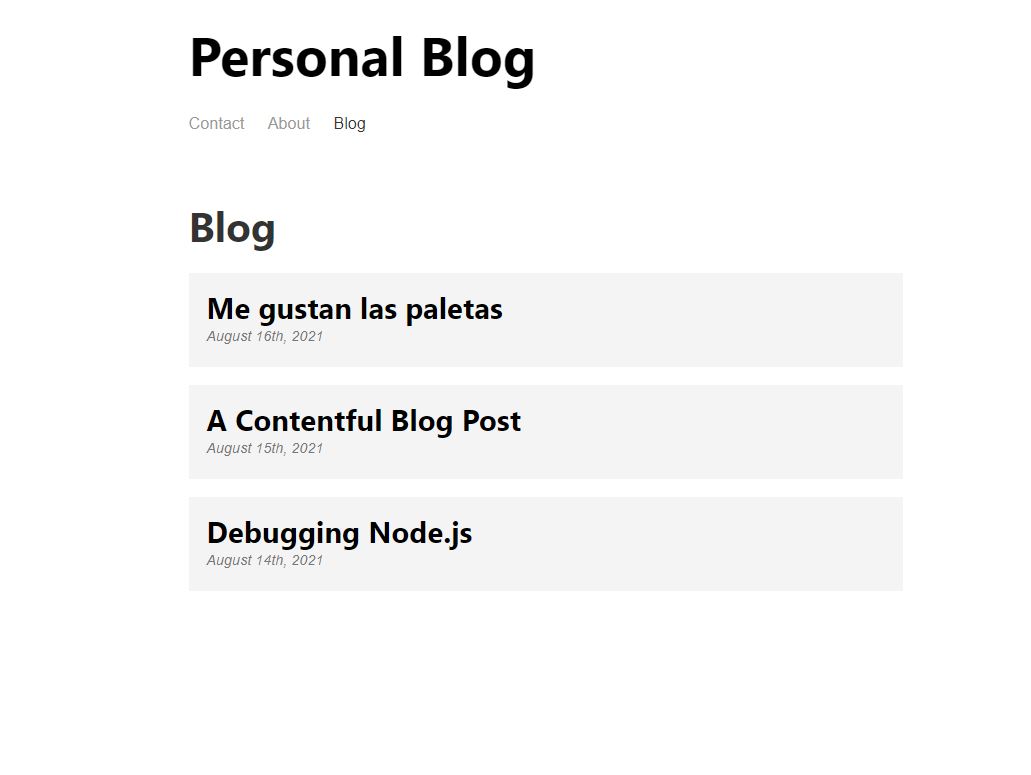 Personal Blog
Contact About Blog
Blog
Me gustan las paletas
August 16th, 2021
A Contentful Blog Post
August 15th, 2021
Debugging Node.js
August 14th, 2021